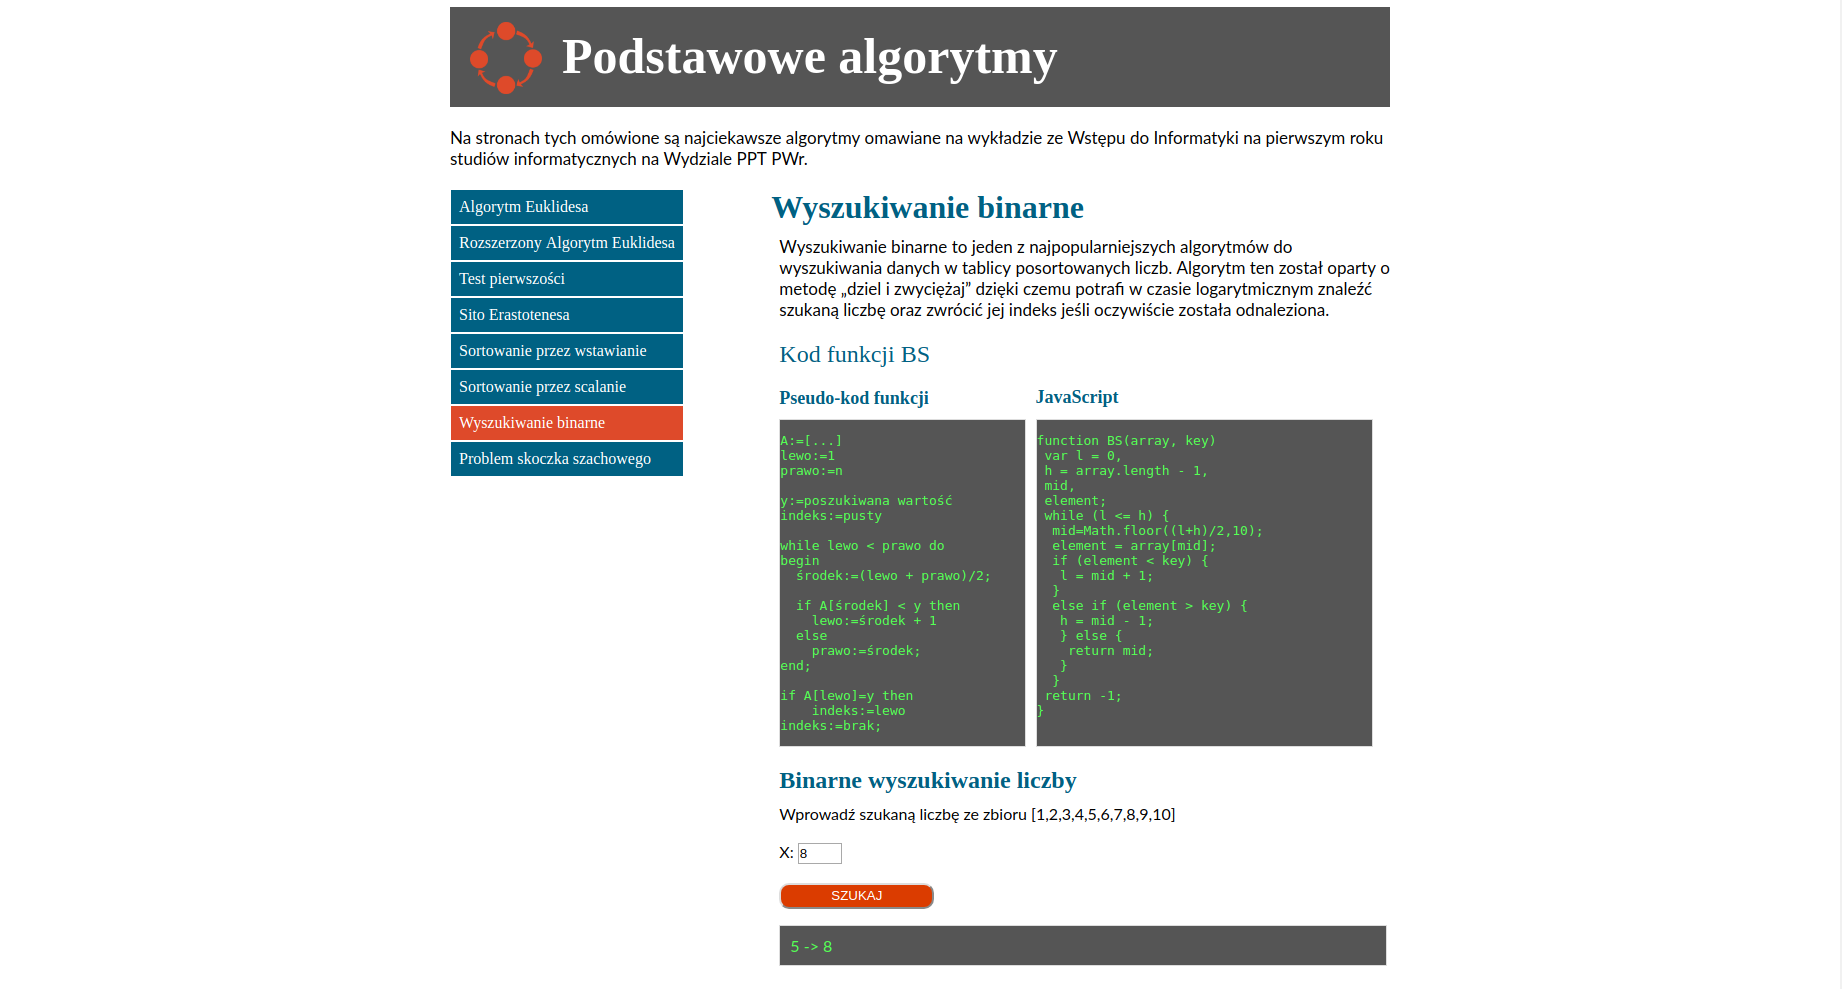 Podstawowe algorytmy
Na stronach tych omówione są najciekawsze algorytmy omawiane na wykładzie ze Wstępu do Informatyki na pierwszym roku
studiów informatycznych na Wydziale PPT PWr.
Algorytm Euklidesa
Rozszerzony Algorytm Euklidesa
Test pierwszości
Sito Erastotenesa
Sortowanie przez wstawianie
Sortowanie przez scalanie
Wyszukiwanie binarne
Problem skoczka szachowego
Wyszukiwanie binarne
Wyszukiwanie binarne to jeden z najpopularniejszych algorytmów do
wyszukiwania danych w tablicy posortowanych liczb. Algorytm ten został oparty o
metodę „dziel i zwyciężaj” dzięki czemu potrafi w czasie logarytmicznym znaleźć
szukaną liczbę oraz zwrócić jej indeks jeśli oczywiście została odnaleziona.
Kod funkcji BS
Pseudo-kod funkcji
A:=[...]
lewo:=1
prawo:=n
y:=poszukiwana wartość
indeks:=pusty
while lewo < prawo do
begin
  środek:=(lewo + prawo)/2;
  if A[środek] < y then
    lewo:=środek + 1
  else
    prawo:=środek;
end;
if A[lewo]=y then
    indeks:=lewo
indeks:=brak;
JavaScript
function BS(array, key)
 var l = 0,
 h = array.length - 1,
 mid,
 element;
 while (l <= h) {
  mid=Math.floor((l+h)/2,10);
  element = array[mid];
  if (element < key) {
   l = mid + 1;
  }
  else if (element > key) {
   h = mid - 1;
   } else {
    return mid;
   }
  }
 return -1;
}
Binarne wyszukiwanie liczby
Wprowadź szukaną liczbę ze zbioru [1,2,3,4,5,6,7,8,9,10]
X: 8
SZUKAJ
5 -> 8